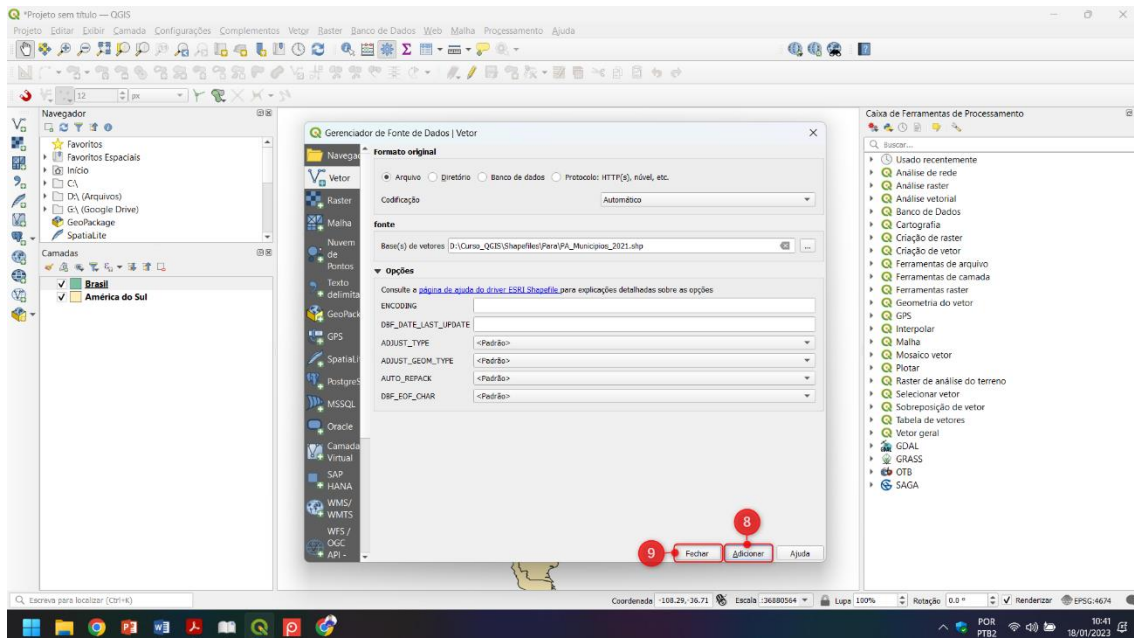 *Projeto sem título — QGIS
Projeto Editar Exibir Camada Configurações Complementos Vetor Raster Banco de Dados Web Malha Processamento Ajuda
12 px
Navegador
Favoritos
Favoritos Espaciais
Início
C:\
D:\ (Arquivos)
G:\ (Google Drive)
GeoPackage
SpatiaLite
Camadas
Brasil
América do Sul
Gerenciador de Fonte de Dados | Vetor
Navegad
Vetor
Raster
Malha
Nuvem
de
Pontos
Texto
delimita
GeoPack
GPS
SpatiaLi
PostgreS
MSSQL
Oracle
Camada
Virtual
SAP
HANA
WMS/
WMTS
WFS /
OGC
API -
Formato original
Arquivo Diretório Banco de dados Protocolo: HTTP(s), núvel, etc.
Codificação Automático
fonte
Base(s) de vetores D:\Curso_QGIS\Shapefiles\Para\PA_Municipios_2021.shp ...
Opções
Consulte a página de ajuda do driver ESRI Shapefile para explicações detalhadas sobre as opções
ENCODING
DBF_DATE_LAST_UPDATE
ADJUST_TYPE <Padrão>
ADJUST_GEOM_TYPE <Padrão>
AUTO_REPACK <Padrão>
DBF_EOF_CHAR <Padrão>
8
9 Fechar Adicionar Ajuda
Caixa de Ferramentas de Processamento
Buscar...
Usado recentemente
Análise de rede
Análise raster
Análise vetorial
Banco de Dados
Cartografia
Criação de raster
Criação de vetor
Ferramentas de arquivo
Ferramentas de camada
Ferramentas raster
Geometria do vetor
GPS
Interpolar
Malha
Mosaico vetor
Plotar
Raster de análise do terreno
Selecionar vetor
Sobreposição de vetor
Tabela de vetores
Vetor geral
GDAL
GRASS
OTB
SAGA
Escreva para localizar (Ctrl+K) Coordenada -108.29,-36.71 Escala :36880564 Lupa 100% Rotação 0.0 ° Renderizar EPSG:4674
POR
PTB2
10:41
18/01/2023